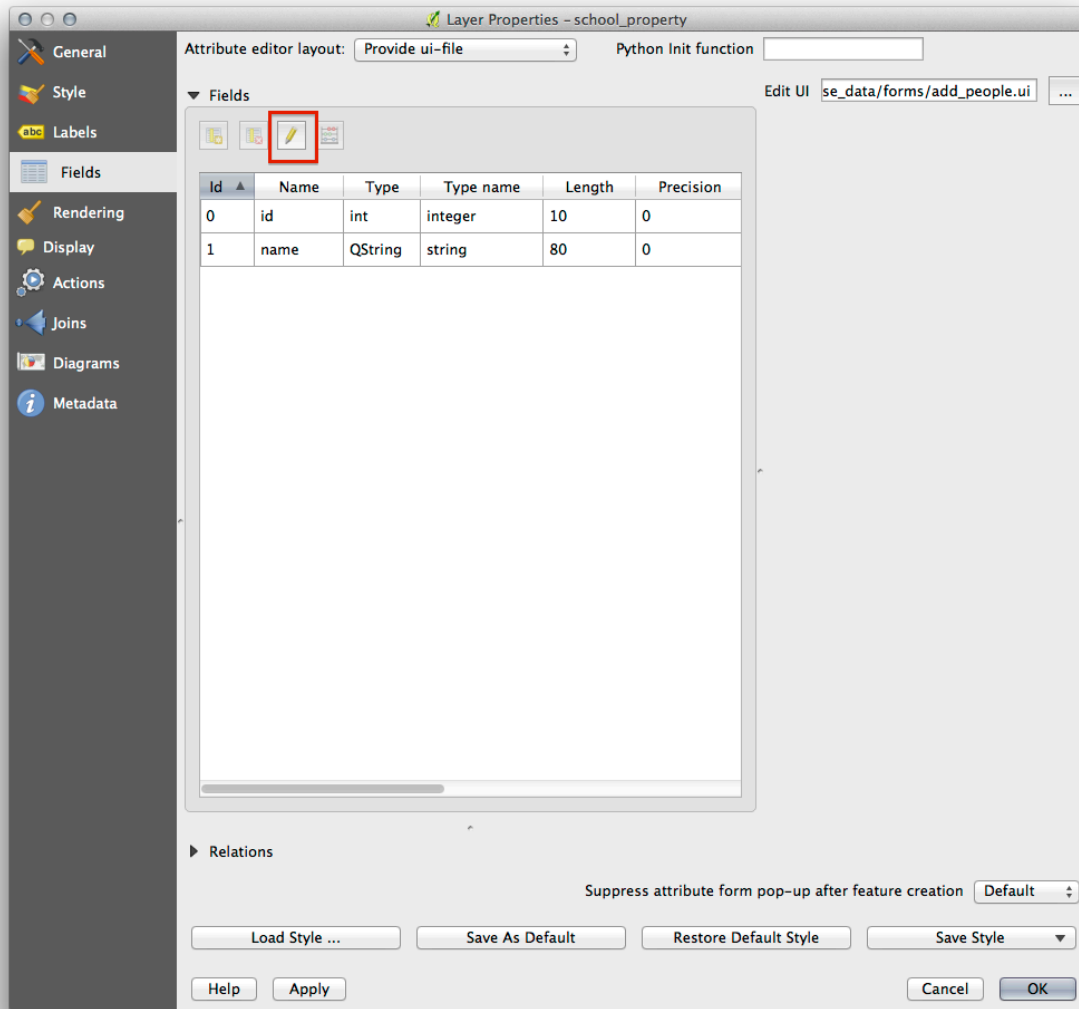 Layer Properties - school_property
General
Style
abc Labels
Fields
Rendering
Display
Actions
Joins
Diagrams
i Metadata
Attribute editor layout: Provide ui-file Python Init function
Fields
Edit UI se_data/forms/add_people.ui ...
Id Name Type Type name Length Precision
0 id int integer 10 0
1 name QString string 80 0
Relations
Suppress attribute form pop-up after feature creation Default
Load Style ... Save As Default Restore Default Style Save Style
Help Apply Cancel OK